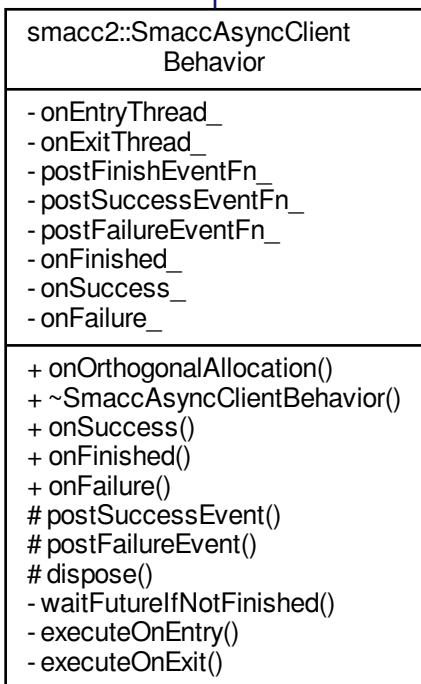 smacc2::SmaccAsyncClient
Behavior
- onEntryThread_
- onExitThread_
- postFinishEventFn_
- postSuccessEventFn_
- postFailureEventFn_
- onFinished_
- onSuccess_
- onFailure_
+ onOrthogonalAllocation()
+ ~SmaccAsyncClientBehavior()
+ onSuccess()
+ onFinished()
+ onFailure()
# postSuccessEvent()
# postFailureEvent()
# dispose()
- waitFutureIfNotFinished()
- executeOnEntry()
- executeOnExit()